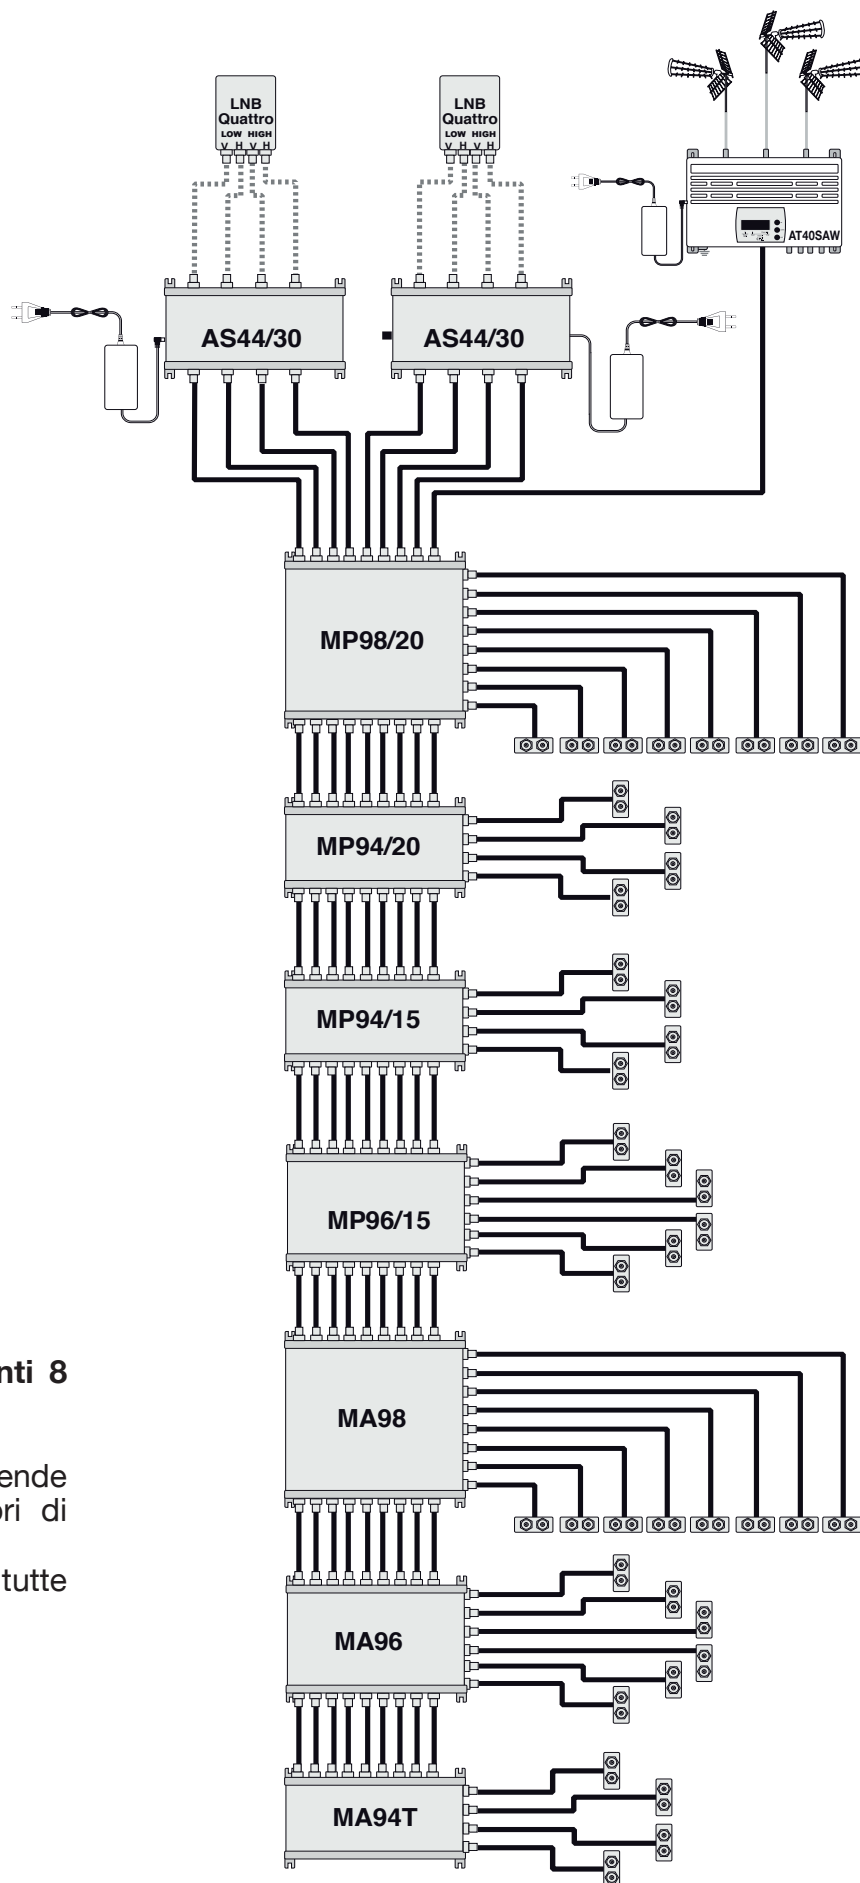 LNB
Quattro
LOW HIGH
V H V H
LNB
Quattro
LOW HIGH
V H V H
AT40SAW
AS44/30
AS44/30
MP98/20
MP94/20
MP94/15
MP96/15
MA98
MA96
MA94T
nti 8
ende
ri di
tutte